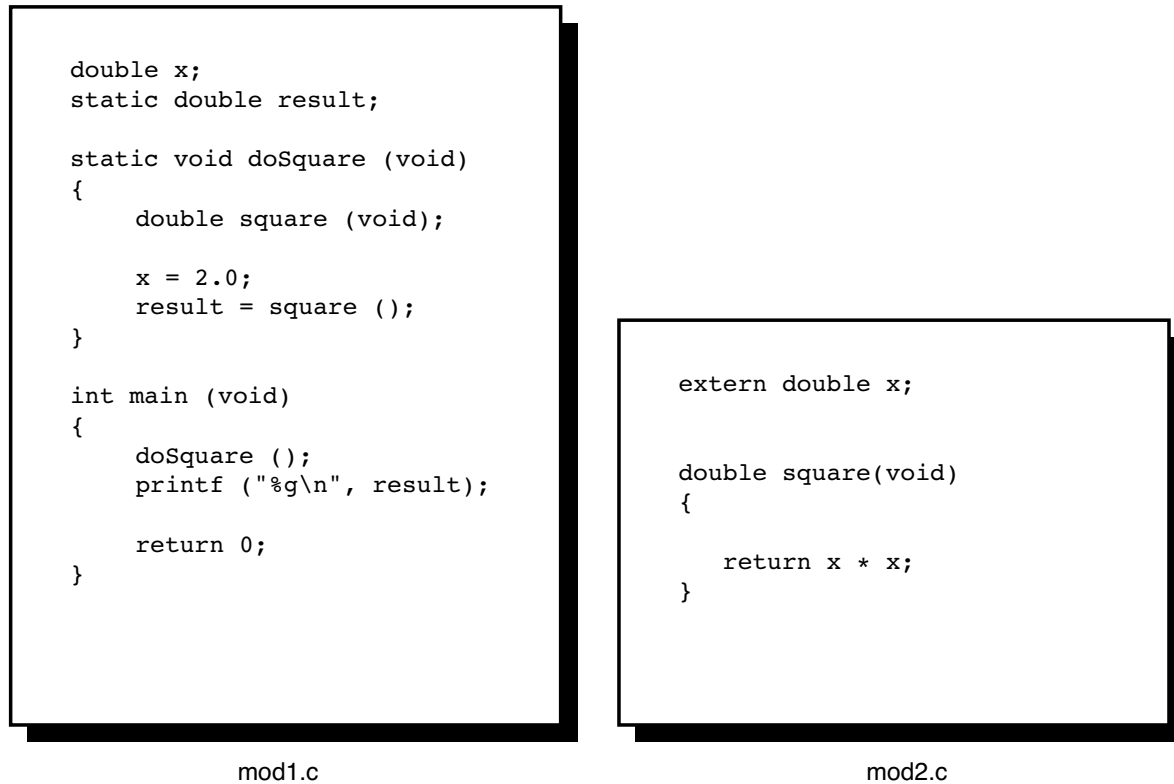 double x;
static double result;
static void doSquare (void)
{
double square (void);
x = 2.0;
result = square ();
}
int main (void)
{
doSquare ();
printf ("%g\n", result);
return 0;
}
mod1.c
extern double x;
double square(void)
{
return x * x;
}
mod2.c